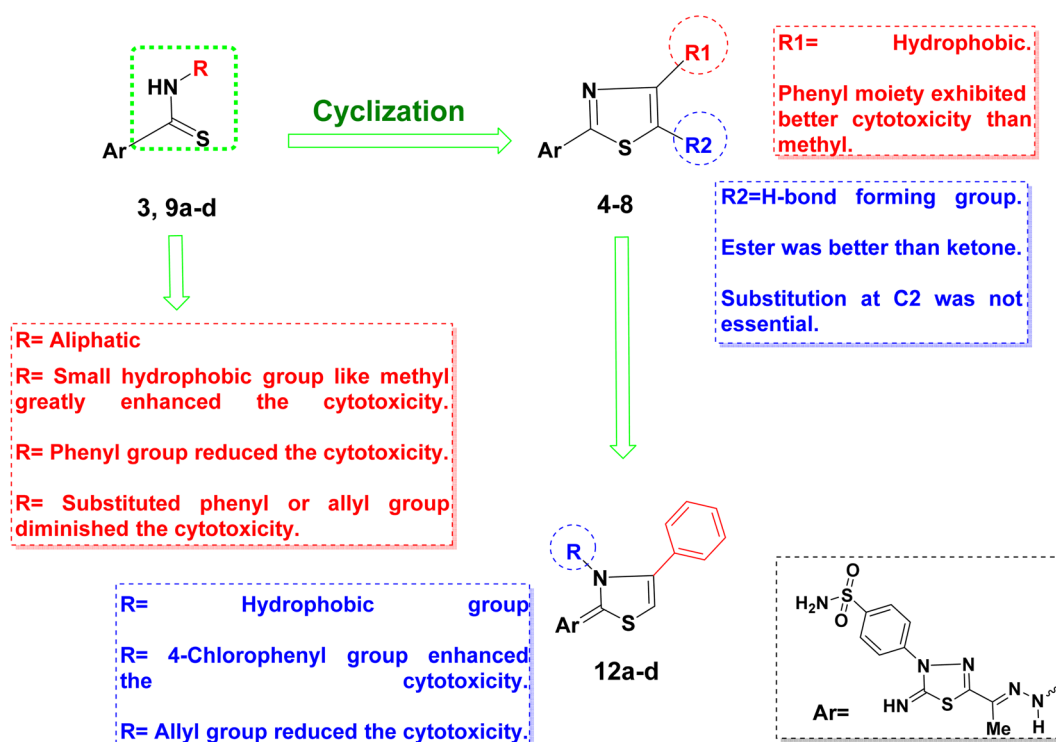 R
HN
S
Ar
3, 9a-d
Cyclization
R1
N
S
R2
Ar
4-8
R1= Hydrophobic.
Phenyl moiety exhibited
better cytotoxicity than
methyl.
R2=H-bond forming group.
Ester was better than ketone.
Substitution at C2 was not
essential.
R= Aliphatic
R= Small hydrophobic group like methyl
greatly enhanced the cytotoxicity.
R= Phenyl group reduced the cytotoxicity.
R= Substituted phenyl or allyl group
diminished the cytotoxicity.
R= Hydrophobic group
R= 4-Chlorophenyl group enhanced
the cytotoxicity.
R= Allyl group reduced the cytotoxicity.
R
N
S
Ar
12a-d
O
H2N S
O
N N
HN S
N N
Me H
Ar=